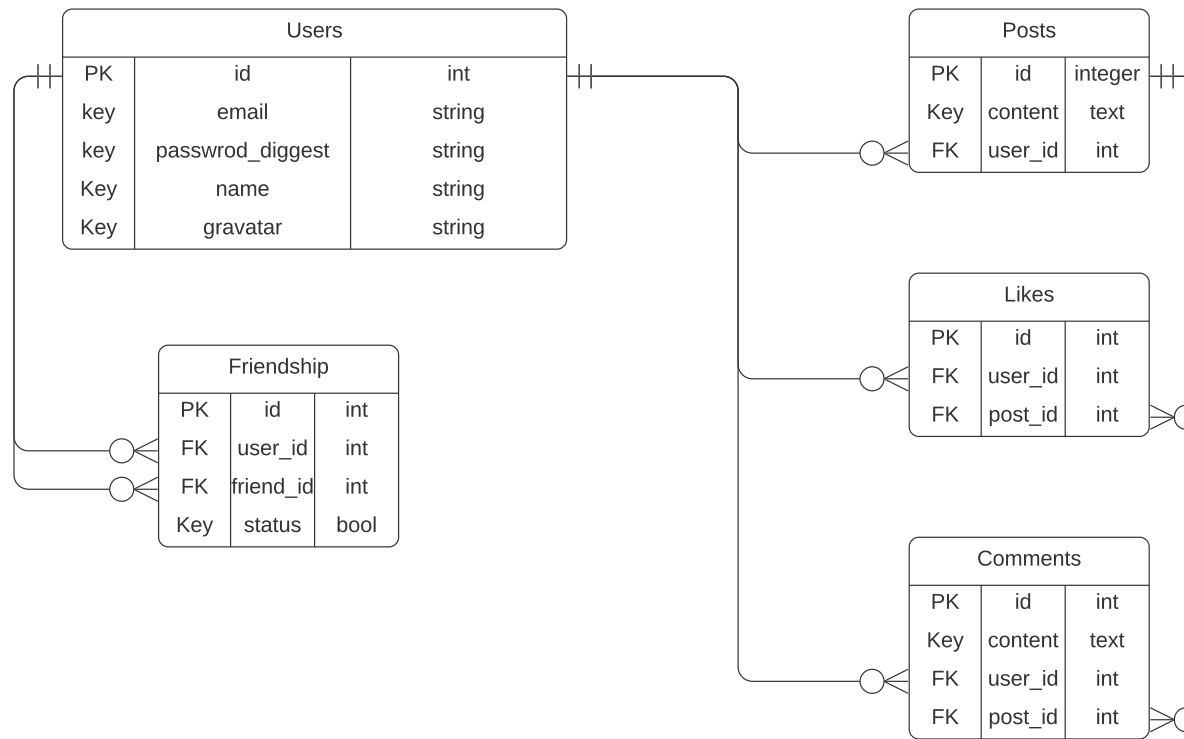 Users
PK id int
key email string
key passwrod_diggest string
Key name string
Key gravatar string
Friendship
PK id int
FK user_id int
FK friend_id int
Key status bool
Posts
PK id integer
Key content text
FK user_id int
Likes
PK id int
FK user_id int
FK post_id int
Comments
PK id int
Key content text
FK user_id int
FK post_id int